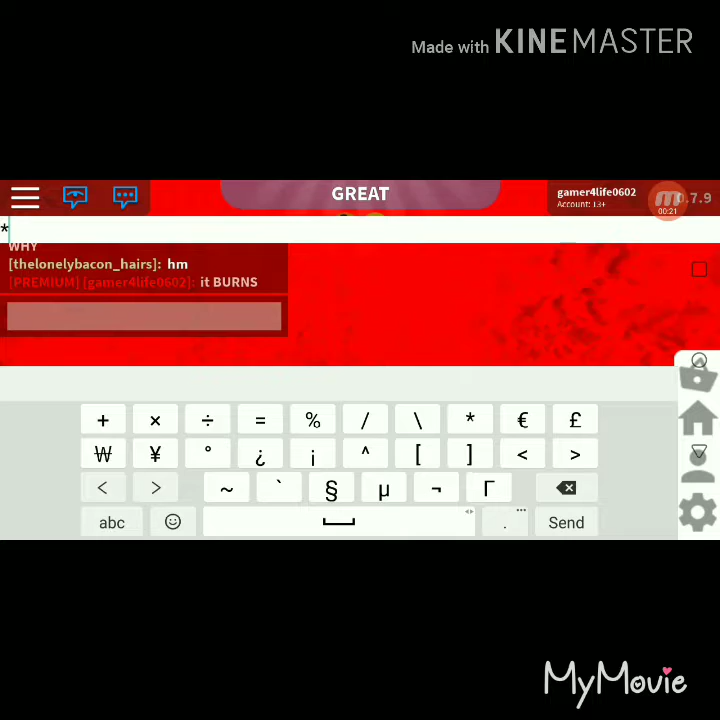 Made with KINEMASTER
GREAT
gamer4life0602
Account: 13+
0.7.9
00:21
*
WHY
[thelonelybacon_hairs]: hm
[PREMIUM] [gamer4life0602]: it BURNS
+ × ÷ = % / \ * € £
₩ ¥ ° ¿ ¡ ^ [ ] < >
< > ~ ` § µ ¬ Γ
abc . Send
MyMovie